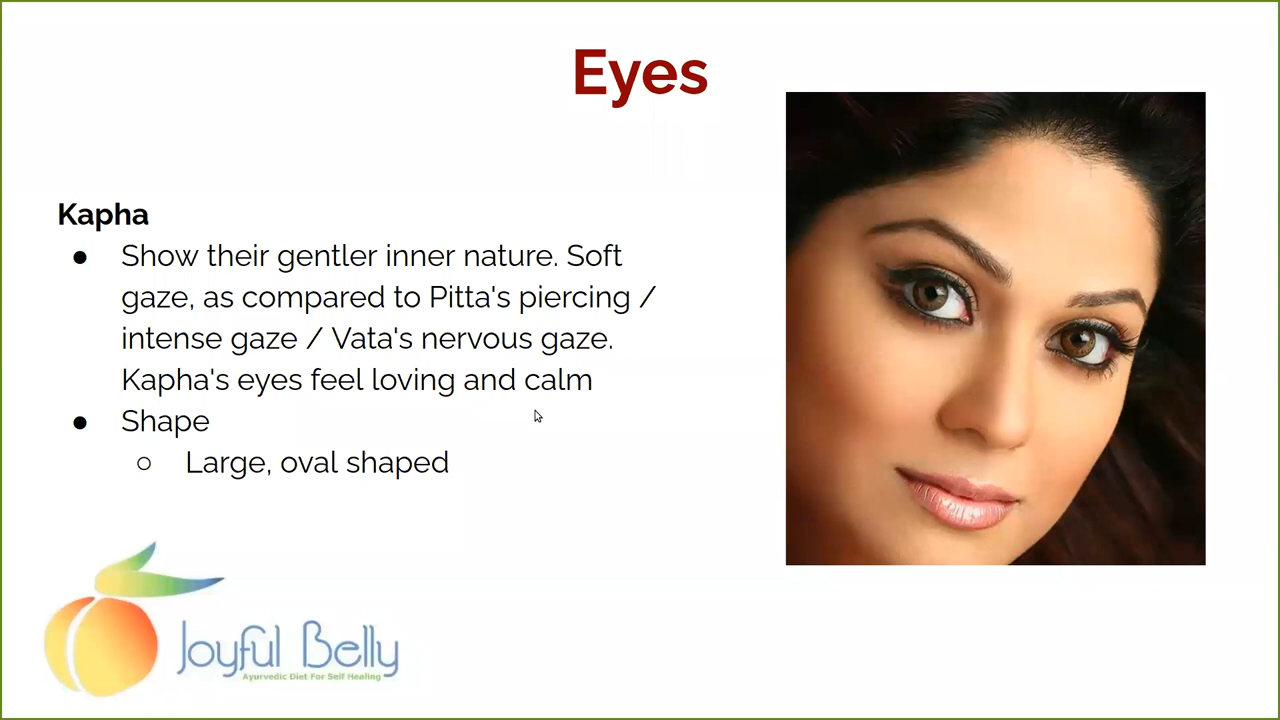 Eyes
Kapha
● Show their gentler inner nature. Soft
gaze, as compared to Pitta's piercing /
intense gaze / Vata's nervous gaze.
Kapha's eyes feel loving and calm
● Shape
○ Large, oval shaped
Joyful Belly
Ayurvedic Diet For Self Healing